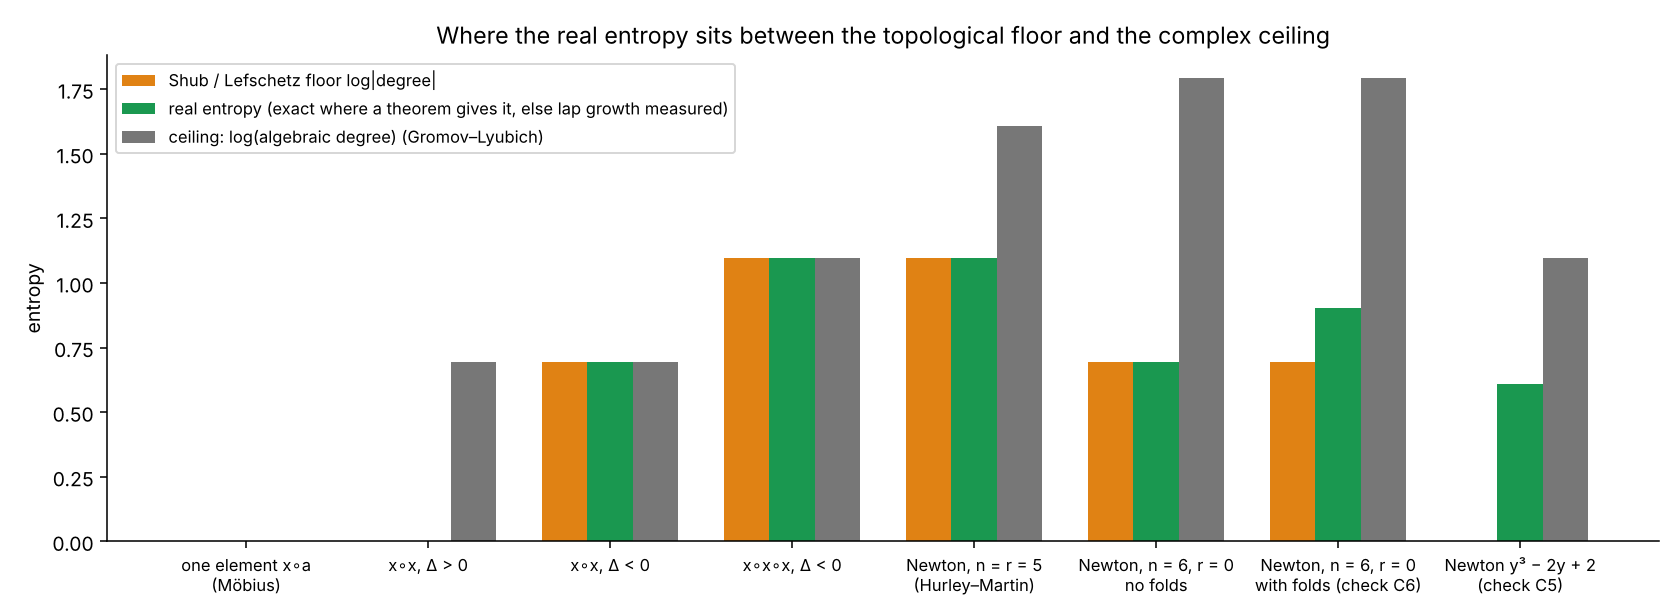 Where the real entropy sits between the topological floor and the complex ceiling
Shub / Lefschetz floor log|degree|
real entropy (exact where a theorem gives it, else lap growth measured)
ceiling: log(algebraic degree) (Gromov–Lyubich)
entropy
1.75
1.50
1.25
1.00
0.75
0.50
0.25
0.00
one element x∘a
(Möbius)
x∘x, Δ > 0
x∘x, Δ < 0
x∘x∘x, Δ < 0
Newton, n = r = 5
(Hurley–Martin)
Newton, n = 6, r = 0
no folds
Newton, n = 6, r = 0
with folds (check C6)
Newton y³ − 2y + 2
(check C5)